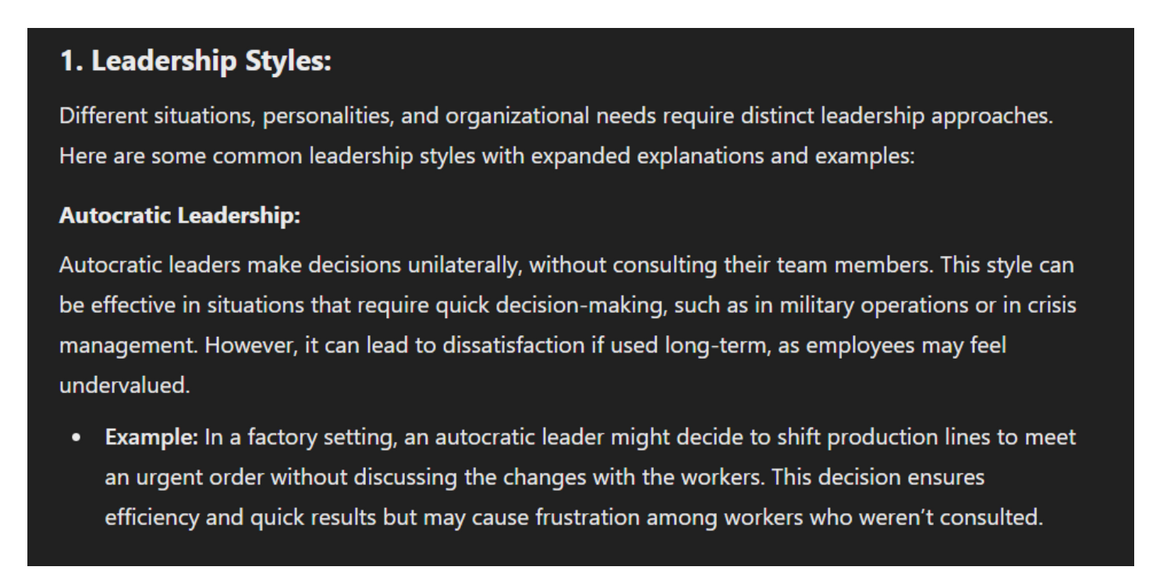 1. Leadership Styles:
Different situations, personalities, and organizational needs require distinct leadership approaches.
Here are some common leadership styles with expanded explanations and examples:
Autocratic Leadership:
Autocratic leaders make decisions unilaterally, without consulting their team members. This style can
be effective in situations that require quick decision-making, such as in military operations or in crisis
management. However, it can lead to dissatisfaction if used long-term, as employees may feel
undervalued.
• Example: In a factory setting, an autocratic leader might decide to shift production lines to meet
an urgent order without discussing the changes with the workers. This decision ensures
efficiency and quick results but may cause frustration among workers who weren’t consulted.